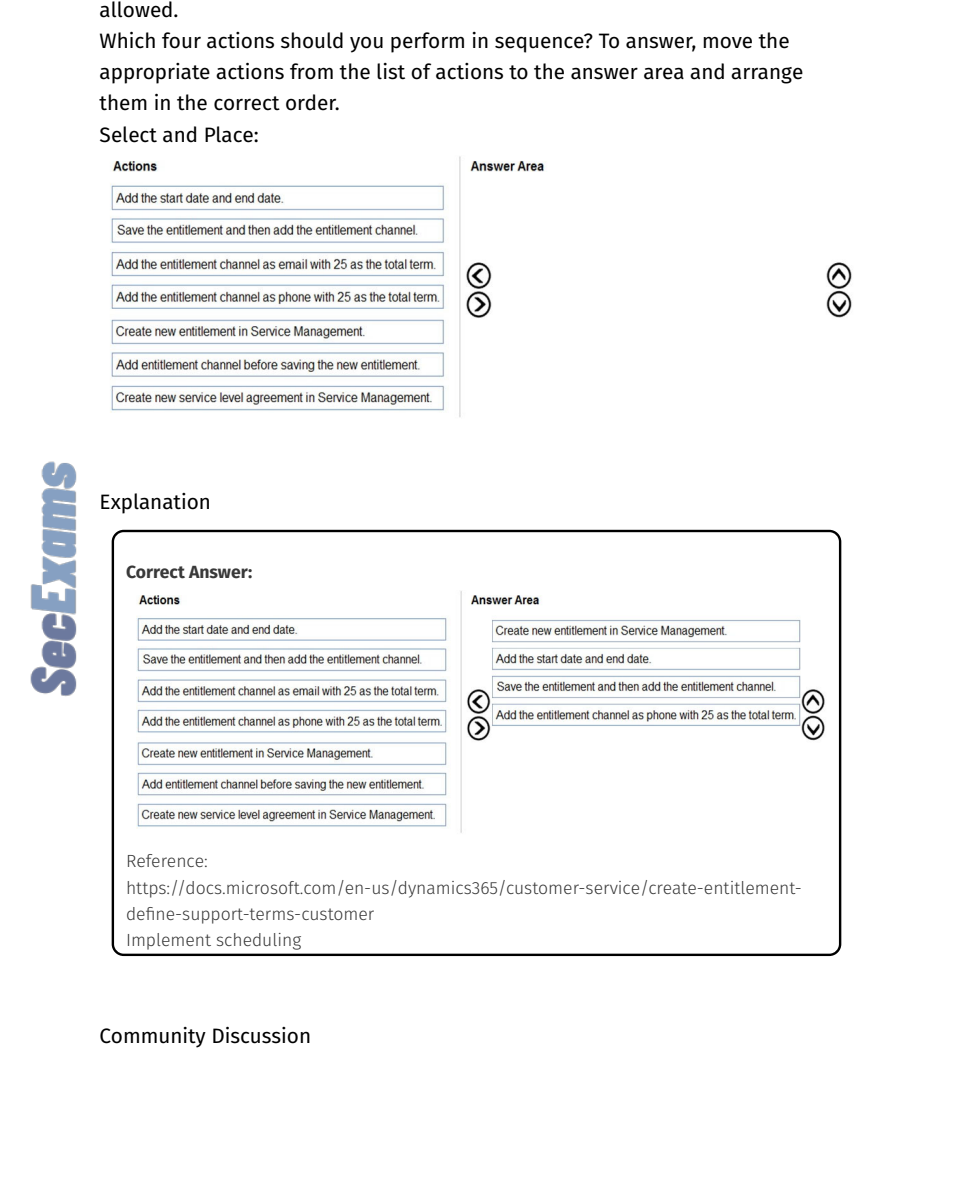 allowed.
Which four actions should you perform in sequence? To answer, move the
appropriate actions from the list of actions to the answer area and arrange
them in the correct order.
Select and Place:
Actions
Answer Area
Add the start date and end date.
Save the entitlement and then add the entitlement channel.
Add the entitlement channel as email with 25 as the total term.
Add the entitlement channel as phone with 25 as the total term.
Create new entitlement in Service Management.
Add entitlement channel before saving the new entitlement.
Create new service level agreement in Service Management.
SecExams
Explanation
Correct Answer:
Actions
Answer Area
Add the start date and end date.
Save the entitlement and then add the entitlement channel.
Add the entitlement channel as email with 25 as the total term.
Add the entitlement channel as phone with 25 as the total term.
Create new entitlement in Service Management.
Add entitlement channel before saving the new entitlement.
Create new service level agreement in Service Management.
Create new entitlement in Service Management.
Add the start date and end date.
Save the entitlement and then add the entitlement channel.
Add the entitlement channel as phone with 25 as the total term.
Reference:
https://docs.microsoft.com/en-us/dynamics365/customer-service/create-entitlement-
define-support-terms-customer
Implement scheduling
Community Discussion